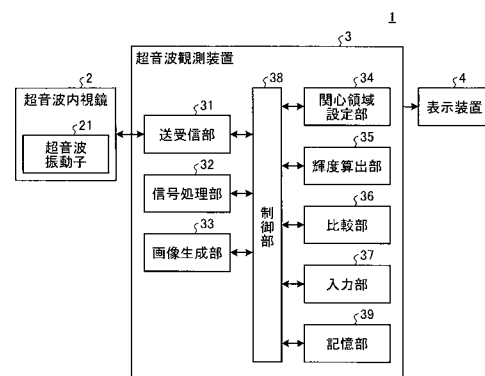 1
3
超音波観測装置
2
超音波内視鏡
21
超音波
振動子
31
送受信部
32
信号処理部
33
画像生成部
38
制御部
34
関心領域
設定部
35
輝度算出部
36
比較部
37
入力部
39
記憶部
4
表示装置